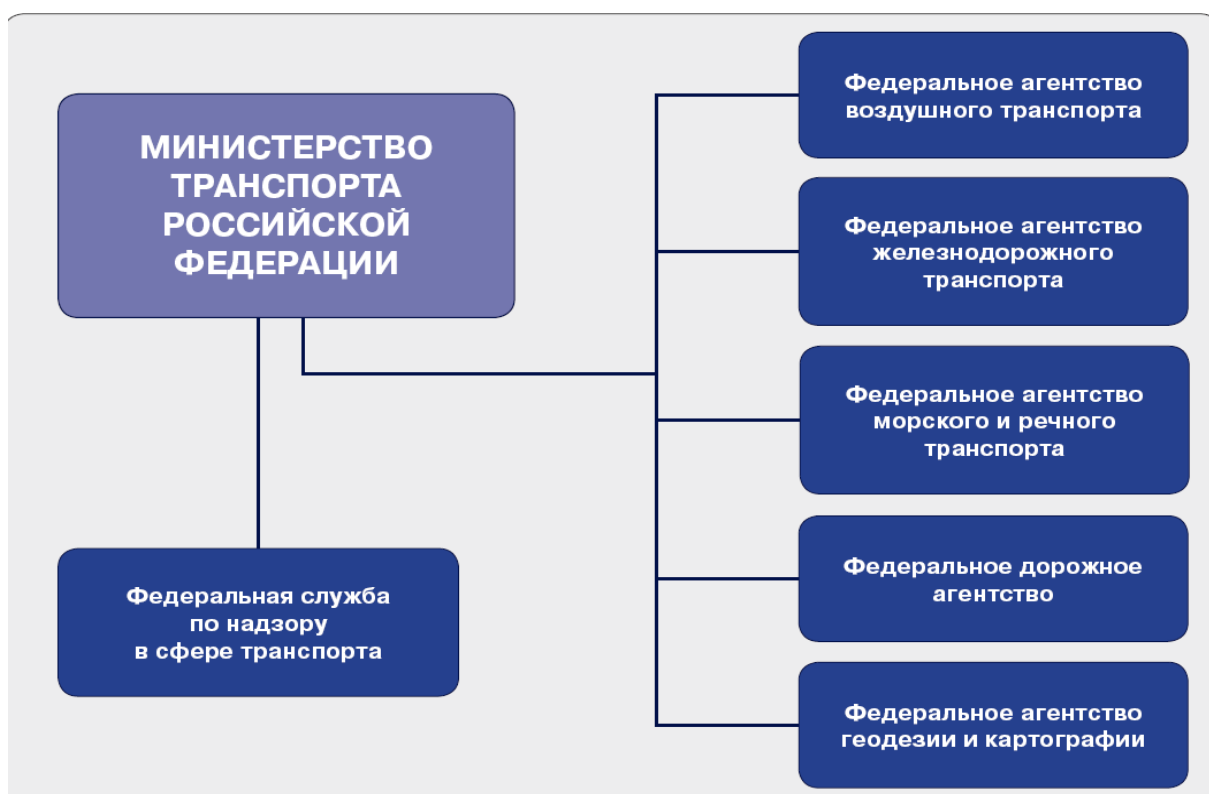 МИНИСТЕРСТВО
ТРАНСПОРТА
РОССИЙСКОЙ
ФЕДЕРАЦИИ
Федеральная служба
по надзору
в сфере транспорта
Федеральное агентство
воздушного транспорта
Федеральное агентство
железнодорожного
транспорта
Федеральное агентство
морского и речного
транспорта
Федеральное дорожное
агентство
Федеральное агентство
геодезии и картографии